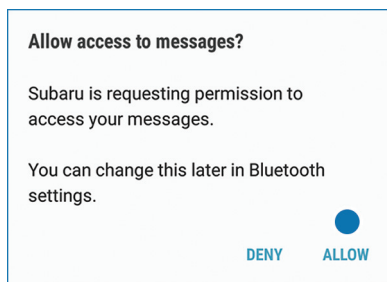 Allow access to messages?
Subaru is requesting permission to
access your messages.
You can change this later in Bluetooth
settings.
DENY ALLOW